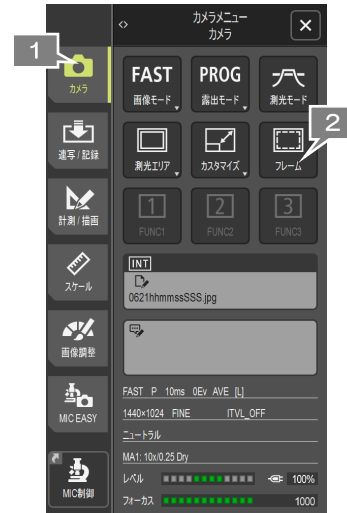 カメラメニュー
カメラ
1
カメラ
連写/記録
計測/描画
スケール
画像調整
MIC EASY
MIC制御
FAST
画像モード
PROG
露出モード
測光モード
2
測光エリア
カスタマイズ
フレーム
1
FUNC1
2
FUNC2
3
FUNC3
INT
0621hhmmssSSS.jpg
FAST P 10ms 0Ev AVE [L]
1440×1024 FINE ITVL_OFF
ニュートラル
MA1: 10x/0.25 Dry
レベル 100%
フォーカス 1000